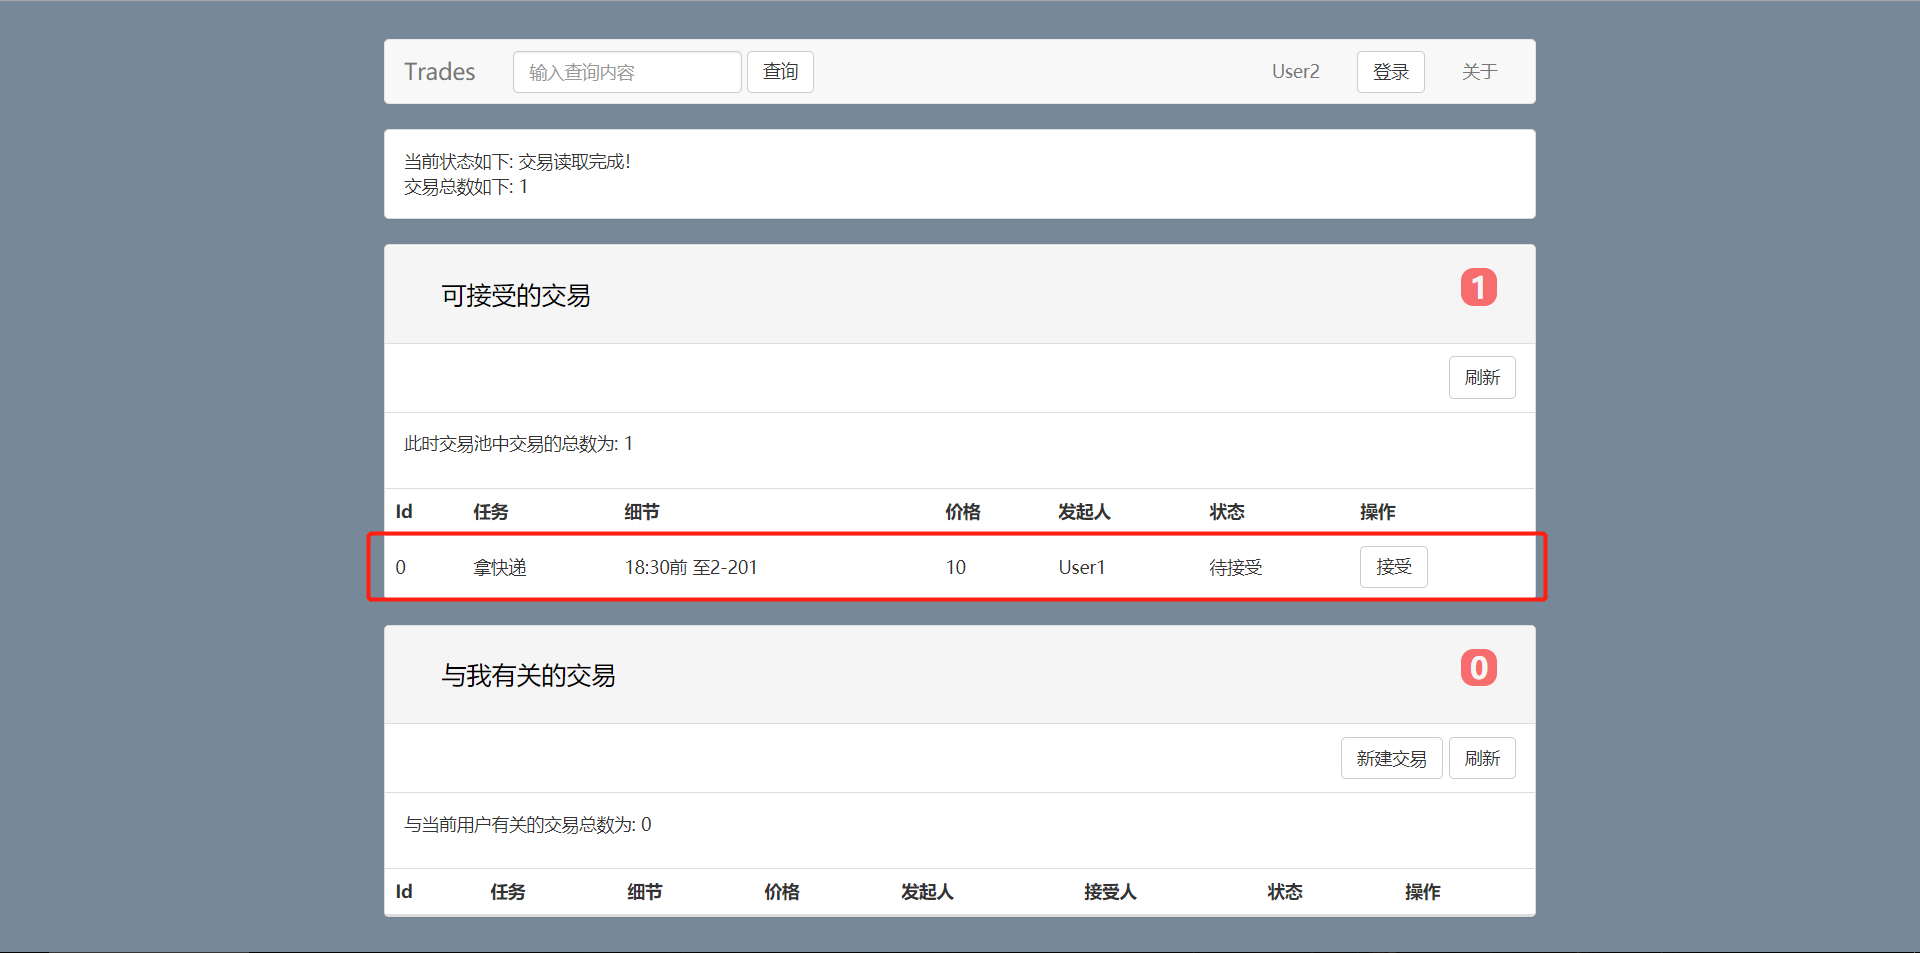 Trades 输入查询内容 查询 User2 登录 关于
当前状态如下: 交易读取完成!
交易总数如下: 1
可接受的交易 1
刷新
此时交易池中交易的总数为: 1
Id 任务 细节 价格 发起人 状态 操作
0 拿快递 18:30前 至2-201 10 User1 待接受 接受
与我有关的交易 0
新建交易 刷新
与当前用户有关的交易总数为: 0
Id 任务 细节 价格 发起人 接受人 状态 操作